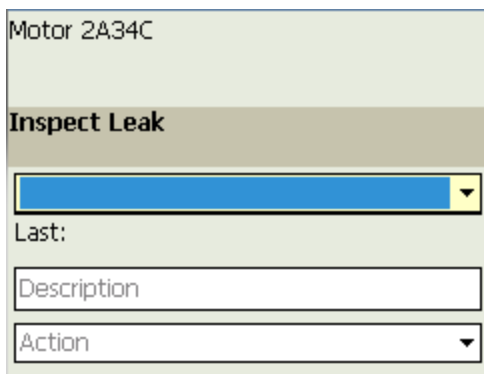 Motor 2A34C
Inspect Leak
Last:
Description
Action